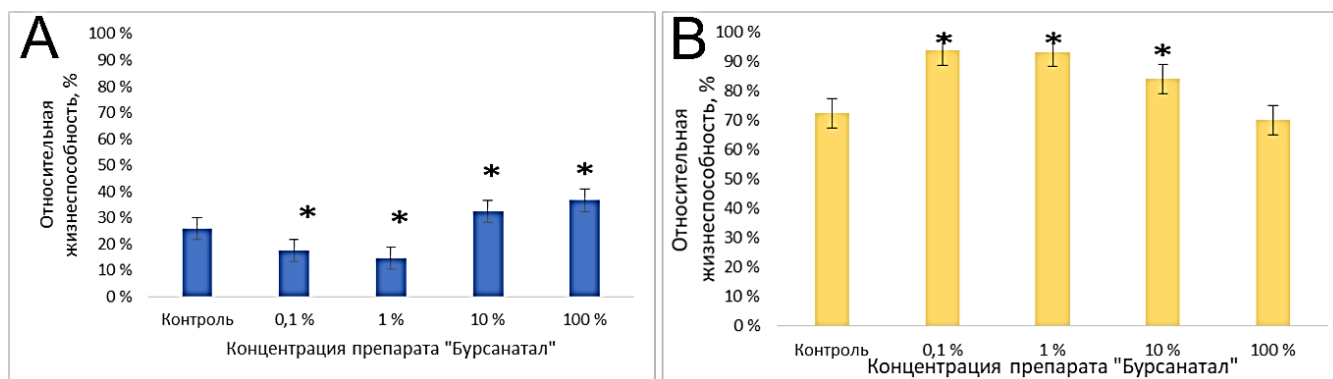 A
100 %
90 %
80 %
70 %
60 %
50 %
40 %
30 %
20 %
10 %
0 %
Относительная
жизнеспособность, %
* * * *
Контроль 0,1 % 1 % 10 % 100 %
Концентрация препарата "Бурсанатал"
B
100 %
90 %
80 %
70 %
60 %
50 %
40 %
30 %
20 %
10 %
0 %
Относительная
жизнеспособность, %
* * *
Контроль 0,1 % 1 % 10 % 100 %
Концентрация препарата "Бурсанатал"